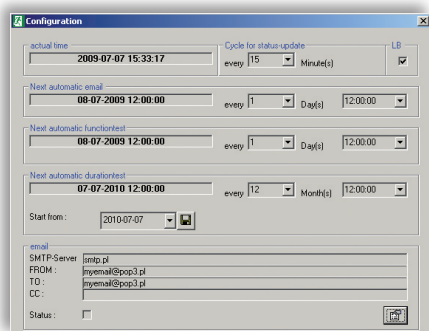 Configuration
actual time
2009-07-07 15:33:17
Cycle for status-update
every 15 Minute(s)
LB
Next automatic email
08-07-2009 12:00:00
every 1 Day(s) 12:00:00
Next automatic functiontest
08-07-2009 12:00:00
every 1 Day(s) 12:00:00
Next automatic durationtest
07-07-2010 12:00:00
every 12 Month(s) 12:00:00
Start from : 2010-07-07
email
SMTP-Server smtp.pl
FROM : myemail@pop3.pl
TO : myemail@pop3.pl
CC :
Status :